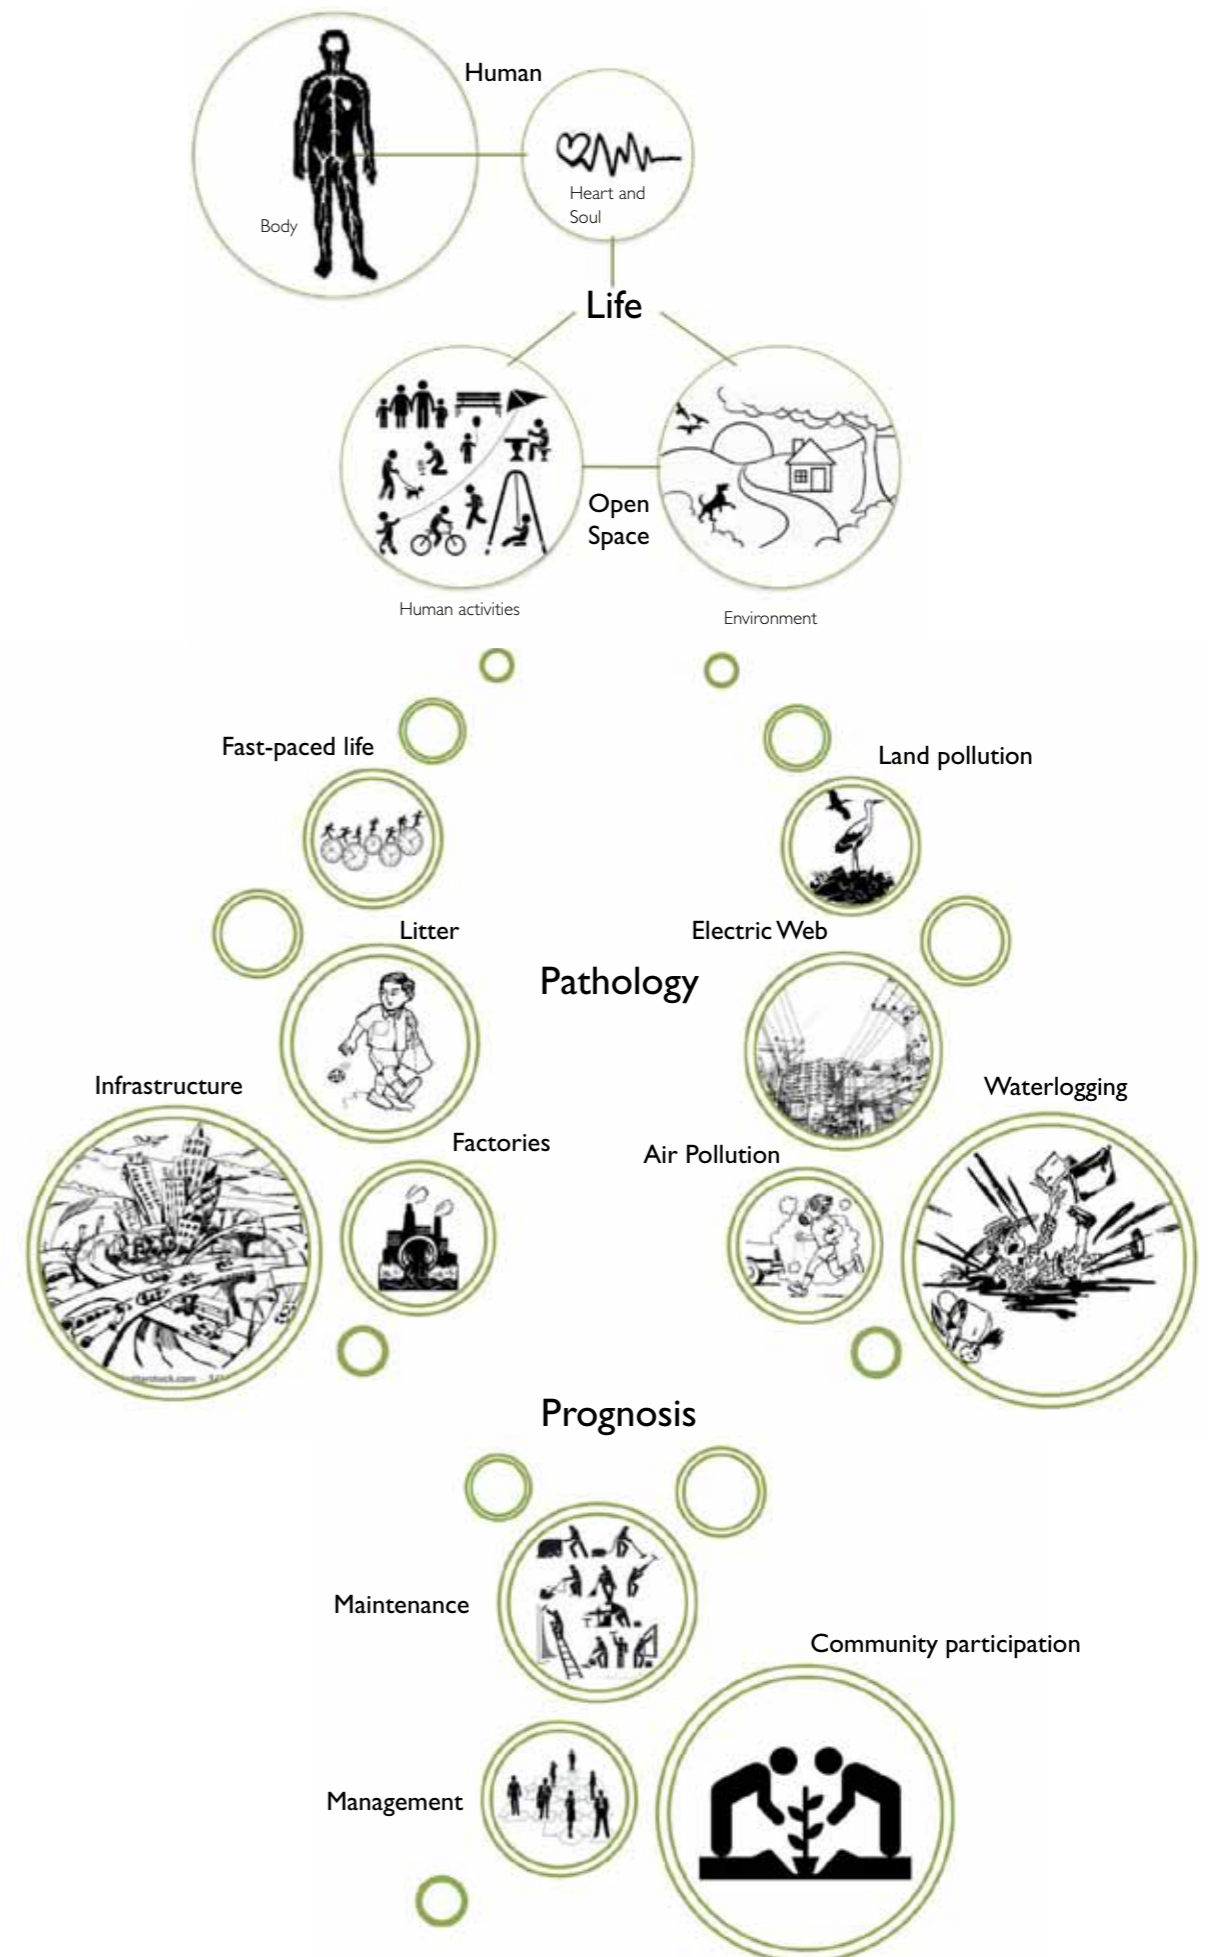 Human
Body
Heart and
Soul
Life
Open
Space
Human activities
Environment
Fast-paced life
Land pollution
Litter
Electric Web
Pathology
Infrastructure
Waterlogging
Factories
Air Pollution
Prognosis
Maintenance
Community participation
Management